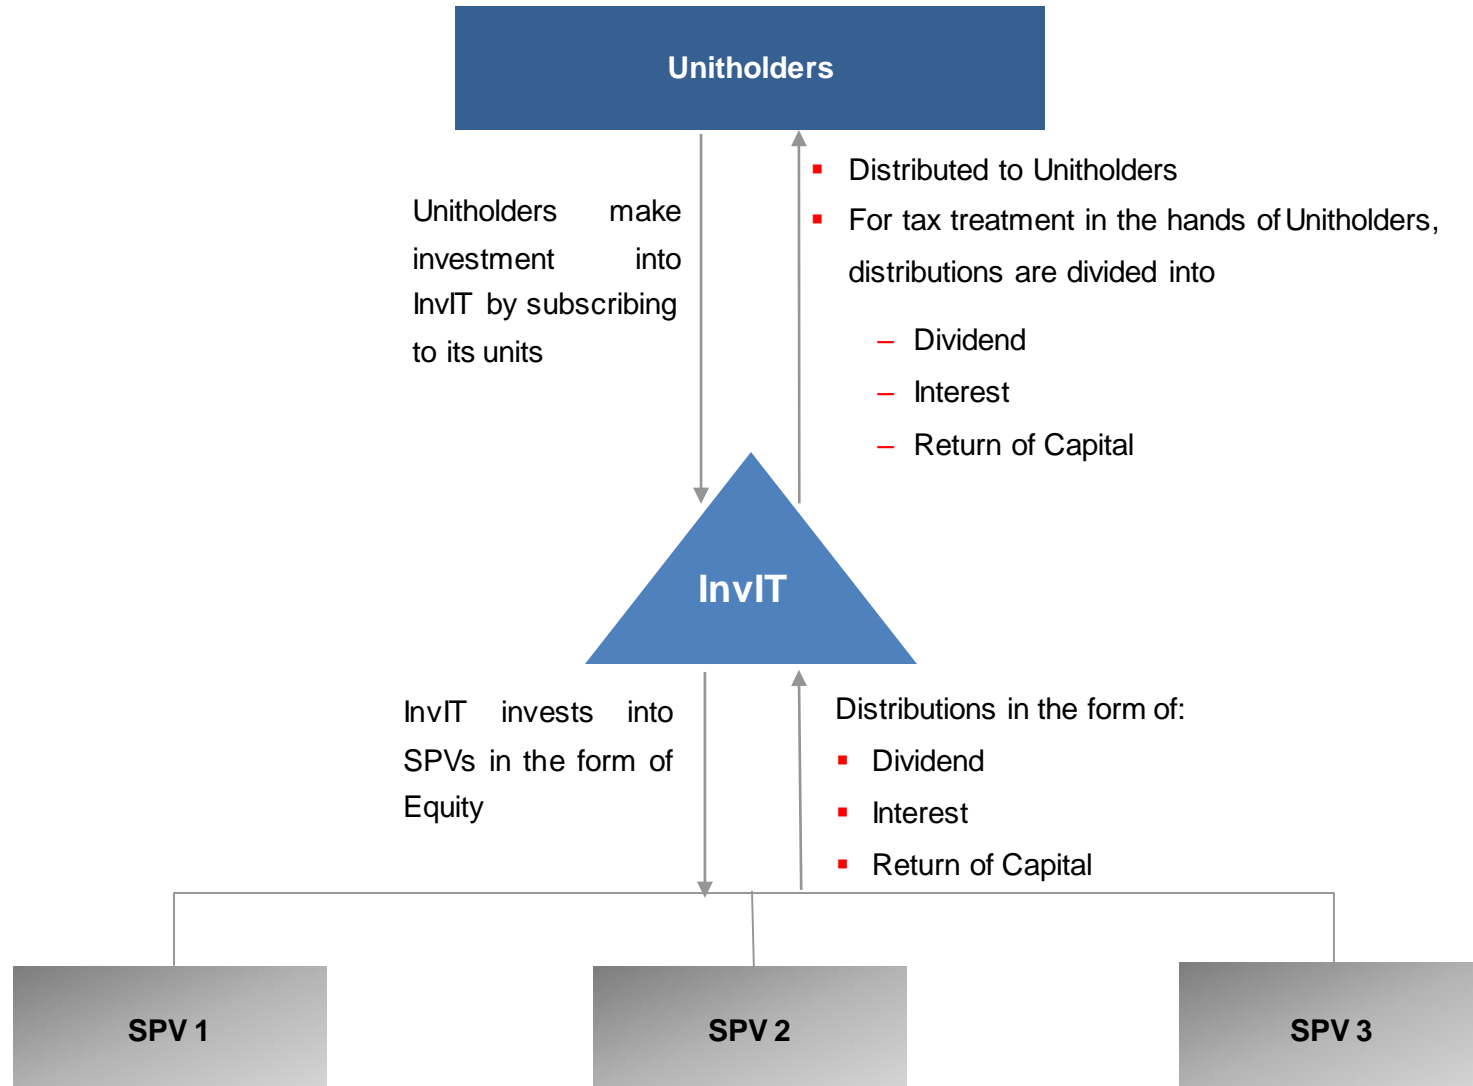 Unitholders
Unitholders make
investment into
InvIT by subscribing
to its units
▪ Distributed to Unitholders
▪ For tax treatment in the hands of Unitholders,
distributions are divided into
– Dividend
– Interest
– Return of Capital
InvIT
InvIT invests into
SPVs in the form of
Equity
Distributions in the form of:
▪ Dividend
▪ Interest
▪ Return of Capital
SPV 1
SPV 2
SPV 3